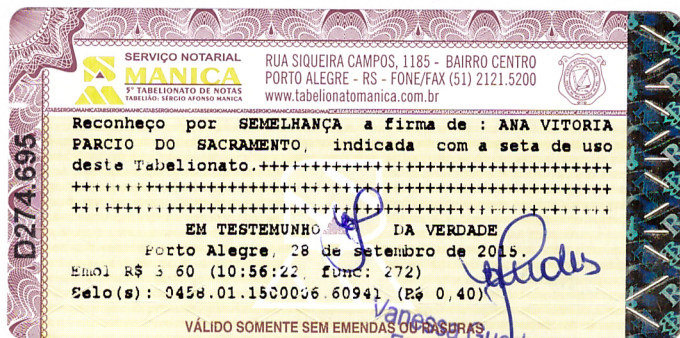 SERVIÇO NOTARIAL
MANICA
5º TABELIONATO DE NOTAS
TABELIÃO: SÉRGIO AFONSO MANICA
RUA SIQUEIRA CAMPOS, 1185 - BAIRRO CENTRO
PORTO ALEGRE - RS - FONE/FAX (51) 2121.5200
www.tabelionatomanica.com.br
D274.695
Reconheço por SEMELHANÇA a firma de : ANA VITORIA
PARCIO DO SACRAMENTO, indicada com a seta de uso
deste Tabelionato.++++++++++++++++++++++++++++++++
++++++++++++++++++++++++++++++++++++++++++++++++++
++++++++++++++++++++++++++++++++++++++++++++++++++
EM TESTEMUNHO DA VERDADE
Porto Alegre, 28 de setembro de 2015.
Emol R$ 3 60 (10:56:22 func: 272)
Selo(s): 0458.01.1500006.60941 (R$ 0,40)
VÁLIDO SOMENTE SEM EMENDAS OU RASURAS
Vanessa